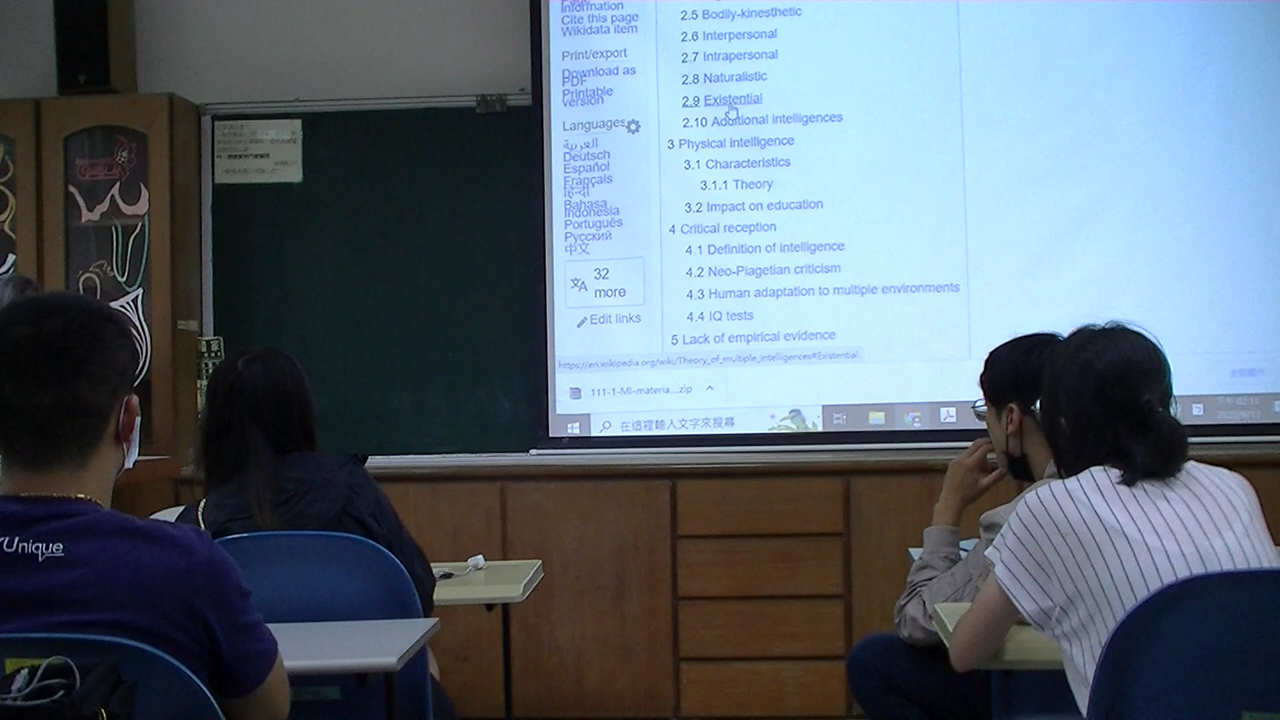 Information
Cite this page
Wikidata item
Print/export
Download as
PDF
Printable
version
Languages
العربية
Deutsch
Español
Français
हिन्दी
Bahasa
Indonesia
Português
Русский
中文
32
more
Edit links
2.5 Bodily-kinesthetic
2.6 Interpersonal
2.7 Intrapersonal
2.8 Naturalistic
2.9 Existential
2.10 Additional intelligences
3 Physical intelligence
3.1 Characteristics
3.1.1 Theory
3.2 Impact on education
4 Critical reception
4.1 Definition of intelligence
4.2 Neo-Piagetian criticism
4.3 Human adaptation to multiple environments
4.4 IQ tests
5 Lack of empirical evidence
https://en.wikipedia.org/wiki/Theory_of_multiple_intelligences#Existential
111-1-MI-materia....zip
在這裡輸入文字來搜尋
Unique